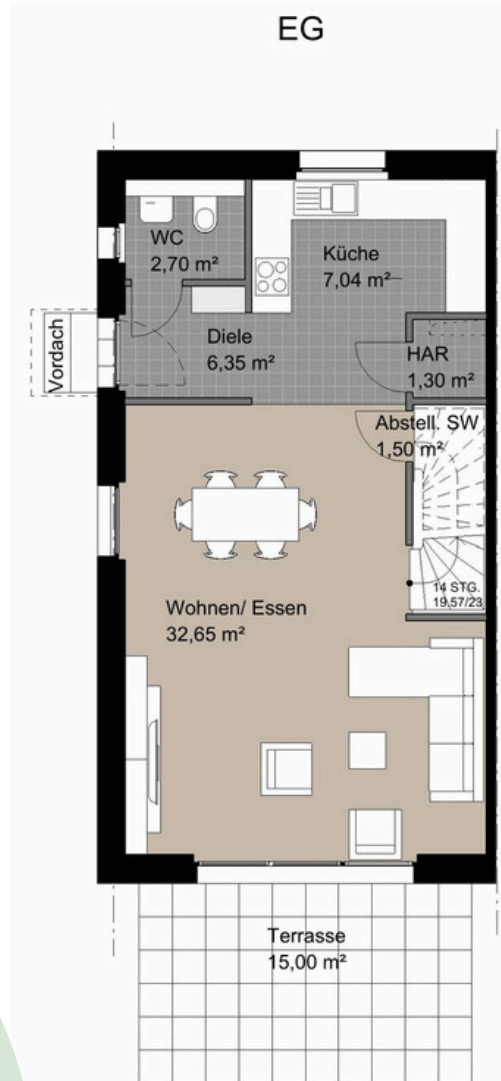 EG
WC
2,70 m²
Küche
7,04 m²
Vordach
Diele
6,35 m²
HAR
1,30 m²
Abstell. SW
1,50 m²
14 STG.
19,57/23
Wohnen/ Essen
32,65 m²
Terrasse
15,00 m²